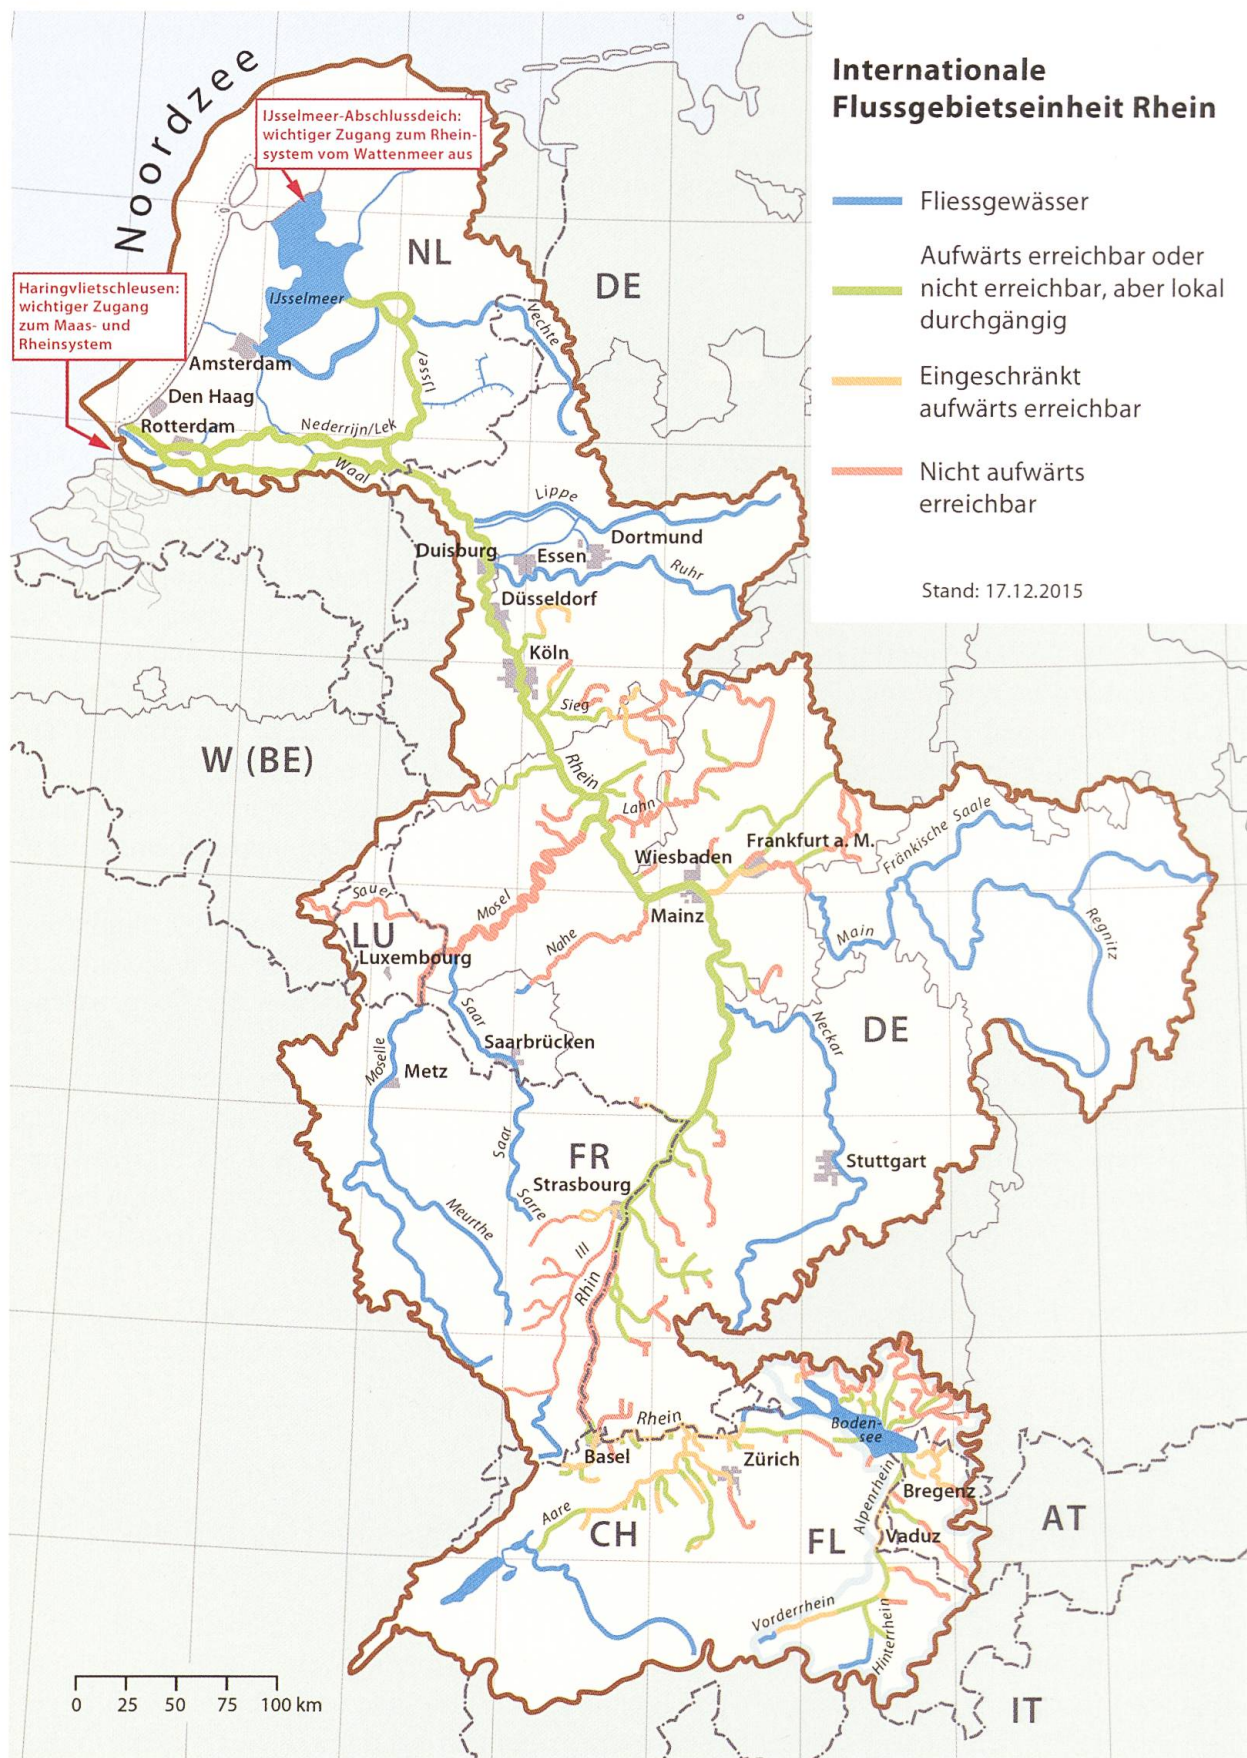 Internationale
Flussgebietseinheit Rhein
Fliessgewässer
Aufwärts erreichbar oder
nicht erreichbar, aber lokal
durchgängig
Eingeschränkt
aufwärts erreichbar
Nicht aufwärts
erreichbar
Stand: 17.12.2015
Noordzee
IJsselmeer-Abschlussdeich:
wichtiger Zugang zum Rhein-
system vom Wattenmeer aus
NL
DE
Haringvlietschleusen:
wichtiger Zugang
zum Maas- und
Rheinsystem
IJsselmeer
Vechte
Amsterdam
IJssel
Den Haag
Rotterdam
Nederrijn/Lek
Waal
Lippe
Dortmund
Duisburg
Essen
Ruhr
Düsseldorf
Köln
Sieg
W (BE)
Rhein
Lahn
Fränkische Saale
Frankfurt a. M.
Wiesbaden
Sauer
Mosel
Mainz
Main
Regnitz
LU
Luxembourg
Nahe
Saar
Neckar
DE
Saarbrücken
Moselle
Metz
Saar
FR
Stuttgart
Strasbourg
Sarre
Meurthe
Ill
Rhin
Rhein
Boden-
see
Basel
Zürich
Alpenrhein
Bregenz
Aare
CH
FL
Vaduz
AT
Vorderrhein
Hinterrhein
IT
0 25 50 75 100 km